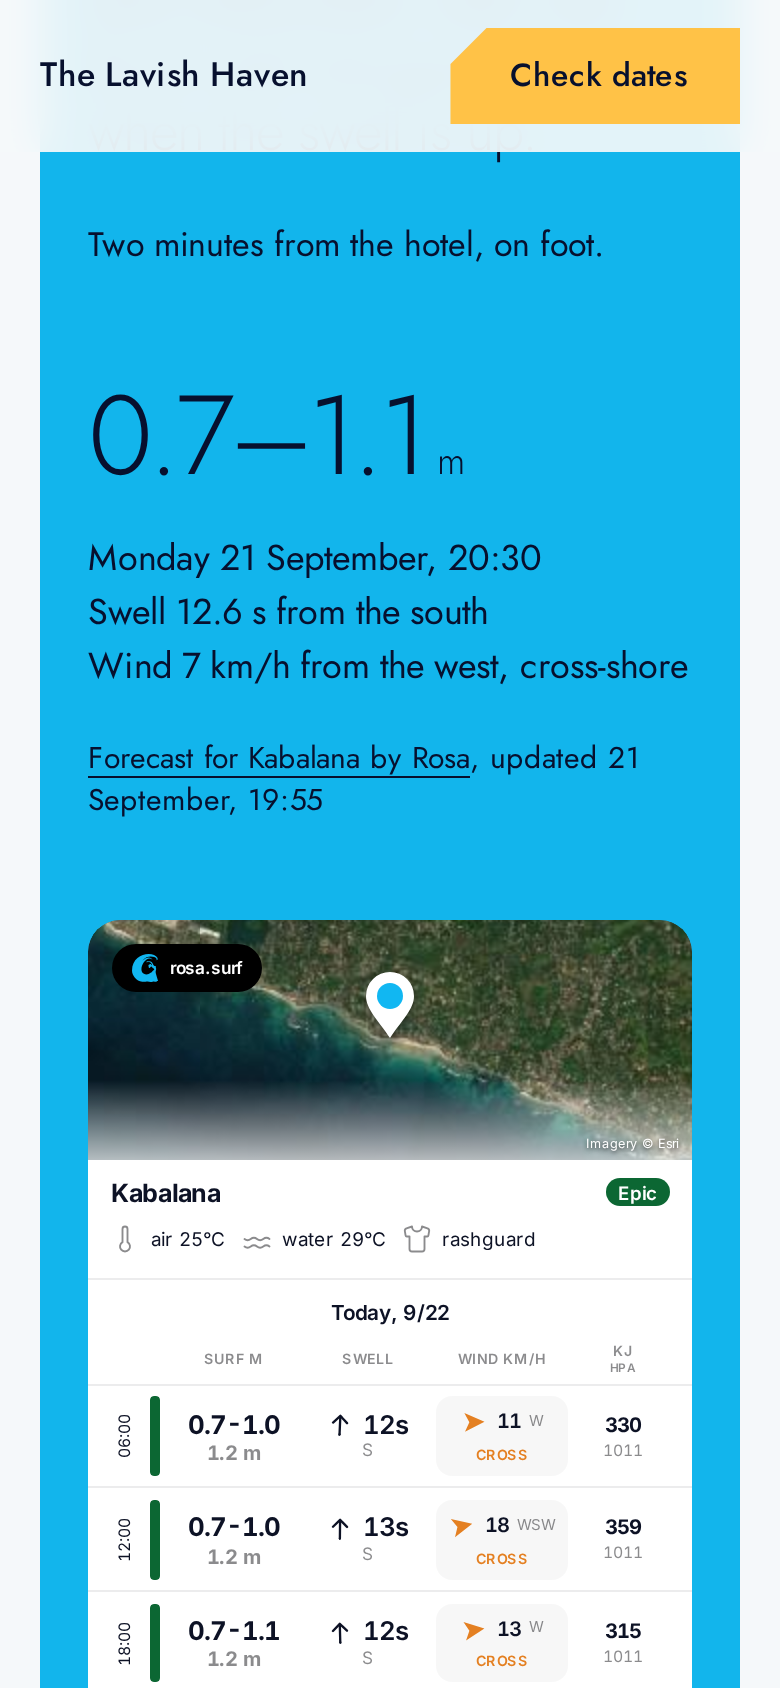 The Lavish Haven
Check dates
when the swell is up.
Two minutes from the hotel, on foot.
0.7–1.1 m
Monday 21 September, 20:30
Swell 12.6 s from the south
Wind 7 km/h from the west, cross-shore
Forecast for Kabalana by Rosa, updated 21
September, 19:55
rosa.surf
Imagery © Esri
Kabalana
Epic
air 25°C water 29°C rashguard
Today, 9/22
SURF M SWELL WIND KM/H KJ
HPA
06:00
0.7-1.0 12s 11 W 330
1.2 m S CROSS 1011
12:00
0.7-1.0 13s 18 WSW 359
1.2 m S CROSS 1011
18:00
0.7-1.1 12s 13 W 315
1.2 m S CROSS 1011